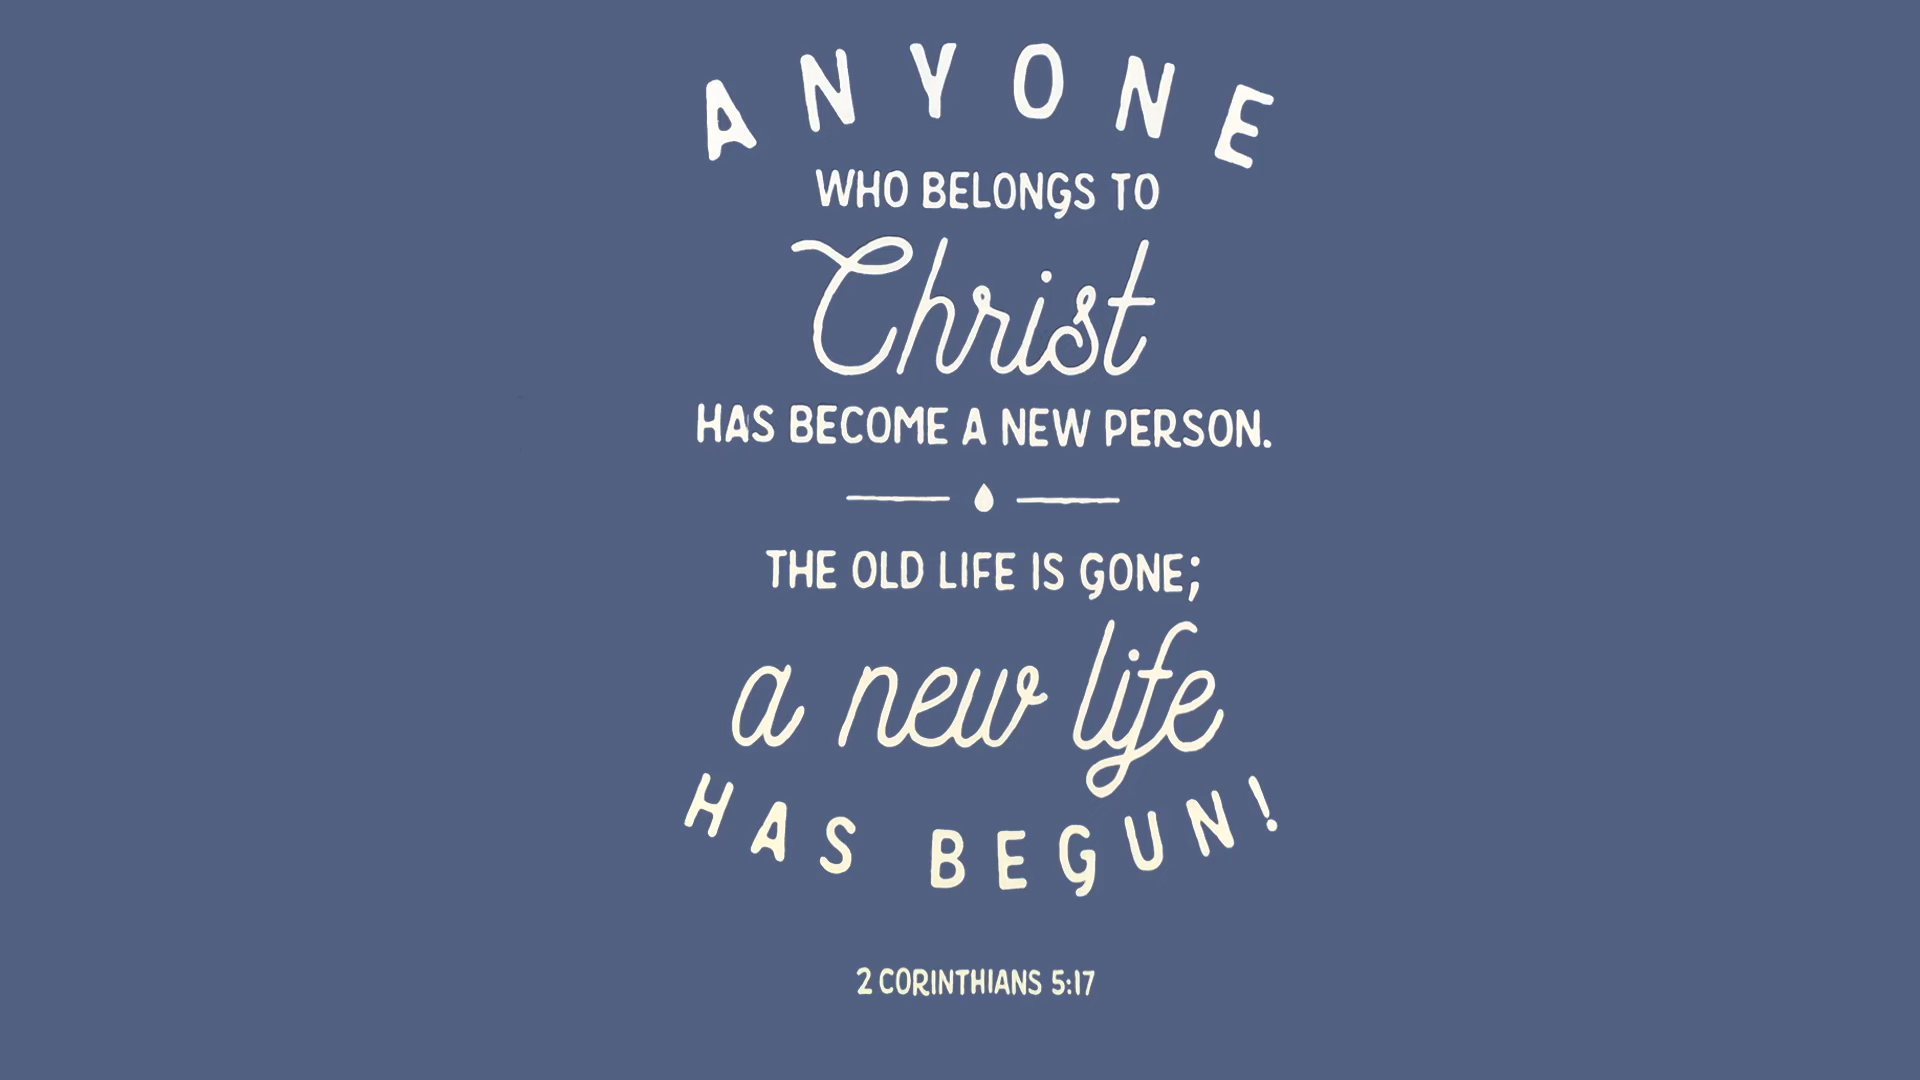 ANYONE
WHO BELONGS TO
Christ
HAS BECOME A NEW PERSON.
THE OLD LIFE IS GONE;
a new life
HAS BEGUN!
2 CORINTHIANS 5:17